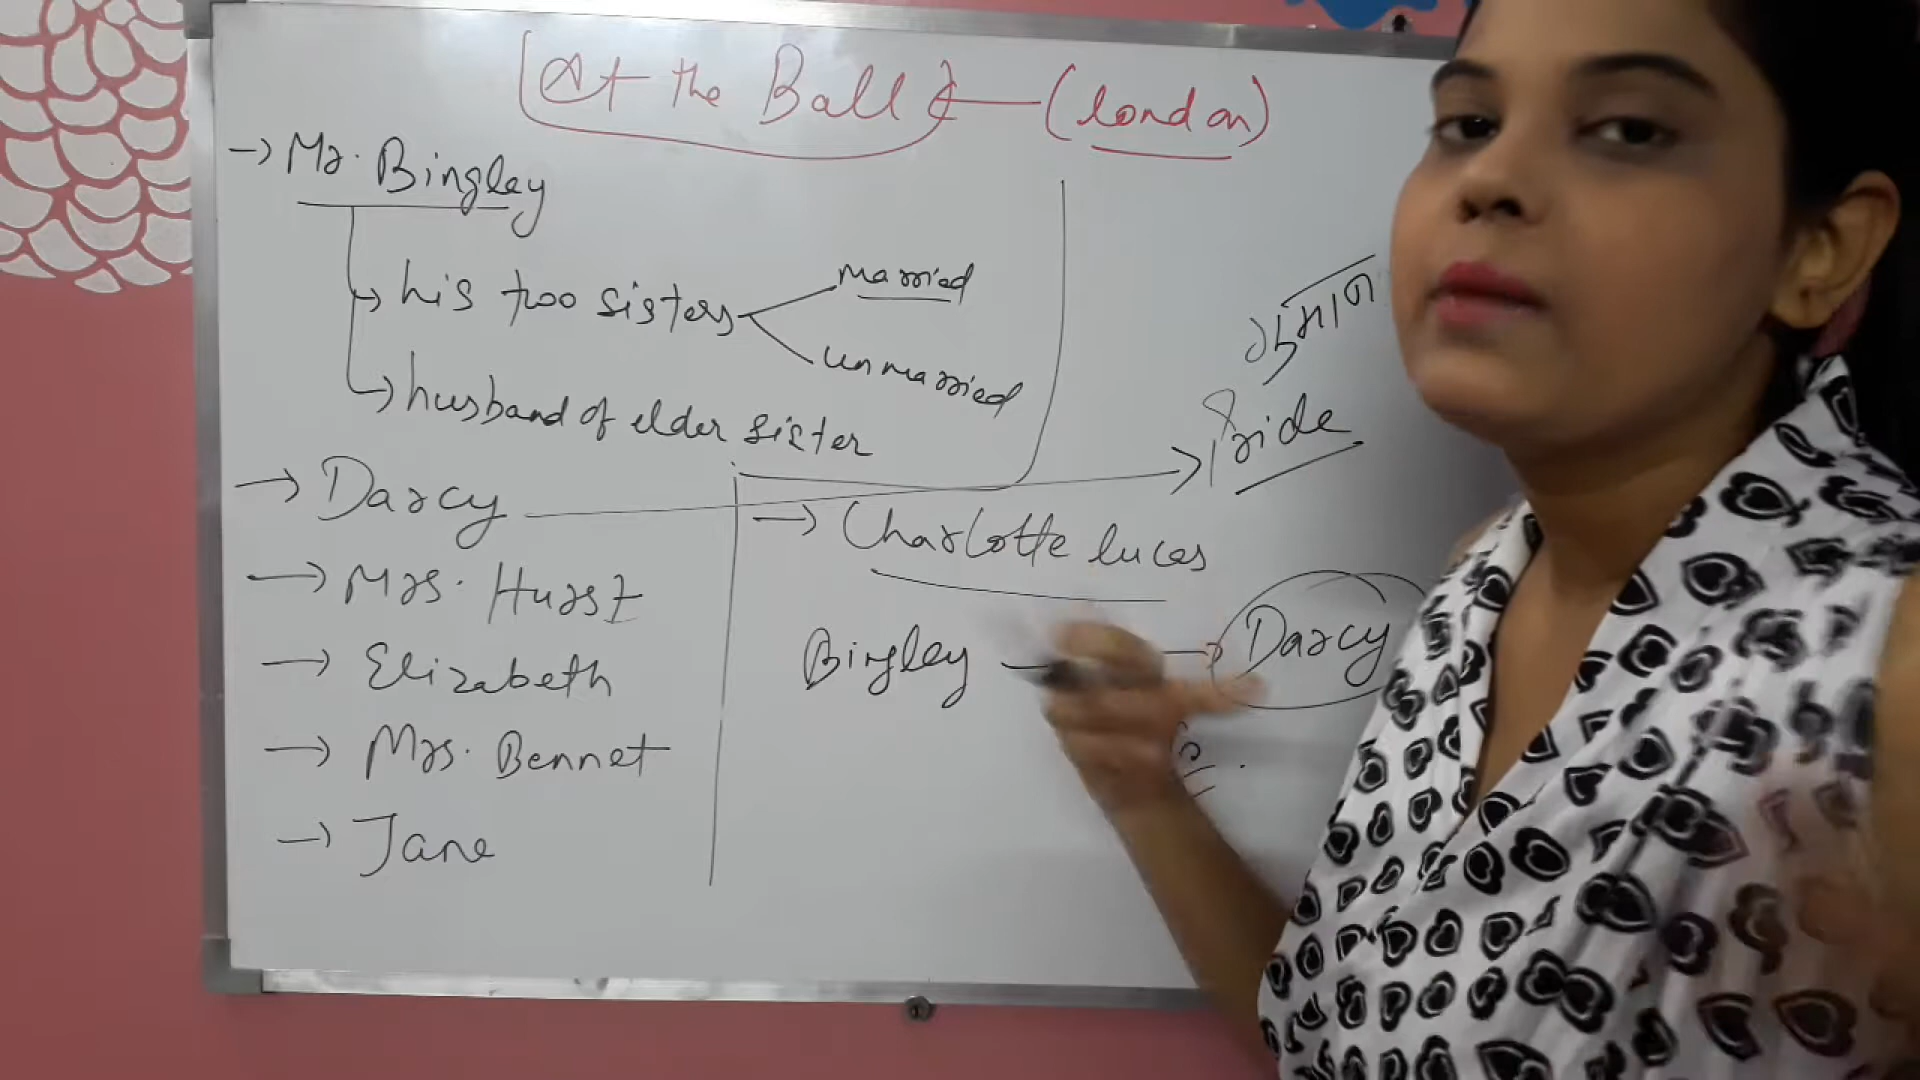 At the Ball ← (London)
→ Mr. Bingley
→ his two sisters
married
unmarried
→ husband of elder sister
→ Darcy → Pride
→ Mrs. Hurst
→ Elizabeth
→ Mrs. Bennet
→ Jane
→ Charlotte lucas
Bingley → Darcy